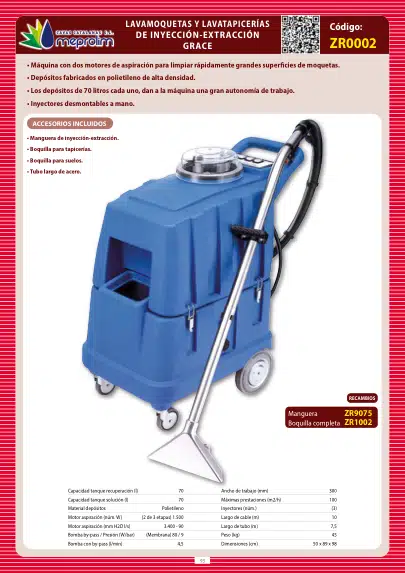 RAYAS CATALANAS S.L.
meprolim
LAVAMOQUETAS Y LAVATAPICERÍAS
DE INYECCIÓN-EXTRACCIÓN
GRACE
Código:
ZR0002
• Máquina con dos motores de aspiración para limpiar rápidamente grandes superficies de moquetas.
• Depósitos fabricados en polietileno de alta densidad.
• Los depósitos de 70 litros cada uno, dan a la máquina una gran autonomía de trabajo.
• Inyectores desmontables a mano.
ACCESORIOS INCLUIDOS
• Manguera de inyección-extracción.
• Boquilla para tapicerías.
• Boquilla para suelos.
• Tubo largo de acero.
RECAMBIOS
Manguera ZR9075
Boquilla completa ZR1002
Capacidad tanque recuperación (l) 70
Capacidad tanque solución (l) 70
Material depósitos Polietileno
Motor aspiración (núm. W) (2 de 3 etapas) 1.500
Motor aspiración (mm H2O l/s) 3.400 - 90
Bomba by-pass / Presión (W/bar) (Membrana) 80 / 9
Bomba con by-pass (l/min) 4,5
Ancho de trabajo (mm) 300
Máximas prestaciones (m2/h) 100
Inyectores (núm.) (3)
Largo de cable (m) 10
Largo de tubo (m) 7,5
Peso (kg) 45
Dimensiones (cm) 50 x 89 x 98